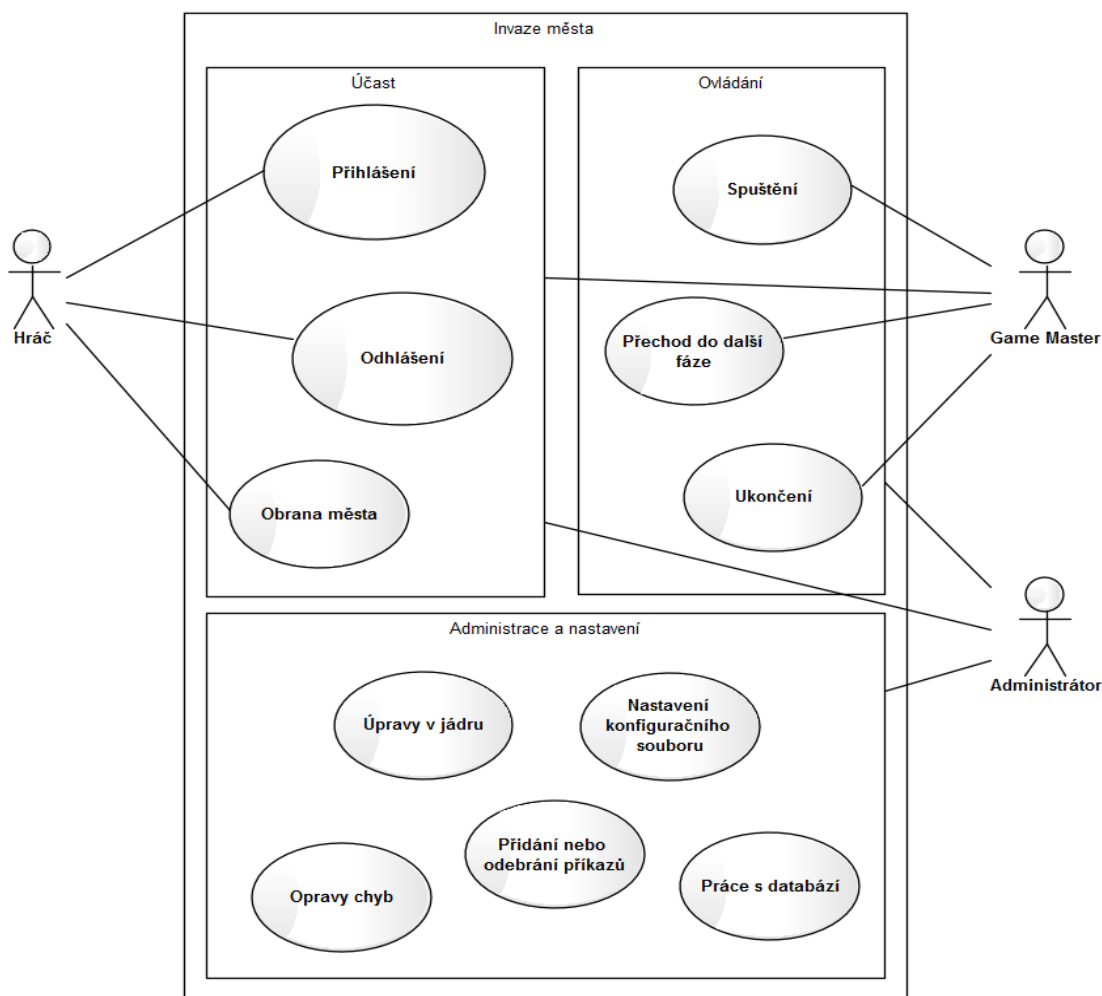 Invaze města
Účast
Přihlášení
Odhlášení
Obrana města
Ovládání
Spuštění
Přechod do další
fáze
Ukončení
Hráč
Game Master
Administrátor
Administrace a nastavení
Úpravy v jádru
Nastavení
konfiguračního
souboru
Přidání nebo
odebrání příkazů
Opravy chyb
Práce s databází